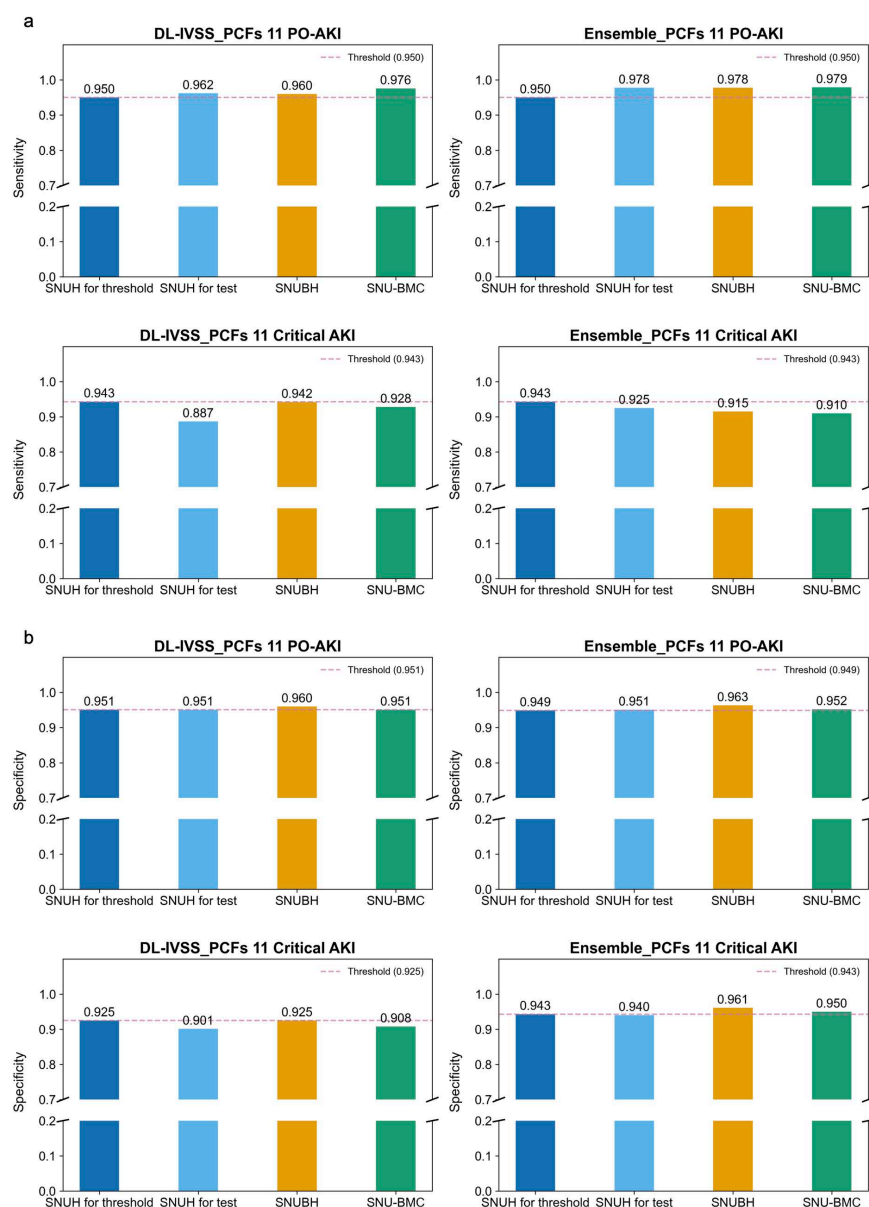 a
DL-IVSS_PCFs 11 PO-AKI
Threshold (0.950)
0.950 0.962 0.960 0.976
Sensitivity
1.0
0.9
0.8
0.7
0.2
0.1
0.0
SNUH for threshold SNUH for test SNUBH SNU-BMC
Ensemble_PCFs 11 PO-AKI
Threshold (0.950)
0.950 0.978 0.978 0.979
Sensitivity
1.0
0.9
0.8
0.7
0.2
0.1
0.0
SNUH for threshold SNUH for test SNUBH SNU-BMC
DL-IVSS_PCFs 11 Critical AKI
Threshold (0.943)
0.943 0.887 0.942 0.928
Sensitivity
1.0
0.9
0.8
0.7
0.2
0.1
0.0
SNUH for threshold SNUH for test SNUBH SNU-BMC
Ensemble_PCFs 11 Critical AKI
Threshold (0.943)
0.943 0.925 0.915 0.910
Sensitivity
1.0
0.9
0.8
0.7
0.2
0.1
0.0
SNUH for threshold SNUH for test SNUBH SNU-BMC
b
DL-IVSS_PCFs 11 PO-AKI
Threshold (0.951)
0.951 0.951 0.960 0.951
Specificity
1.0
0.9
0.8
0.7
0.2
0.1
0.0
SNUH for threshold SNUH for test SNUBH SNU-BMC
Ensemble_PCFs 11 PO-AKI
Threshold (0.949)
0.949 0.951 0.963 0.952
Specificity
1.0
0.9
0.8
0.7
0.2
0.1
0.0
SNUH for threshold SNUH for test SNUBH SNU-BMC
DL-IVSS_PCFs 11 Critical AKI
Threshold (0.925)
0.925 0.901 0.925 0.908
Specificity
1.0
0.9
0.8
0.7
0.2
0.1
0.0
SNUH for threshold SNUH for test SNUBH SNU-BMC
Ensemble_PCFs 11 Critical AKI
Threshold (0.943)
0.943 0.940 0.961 0.950
Specificity
1.0
0.9
0.8
0.7
0.2
0.1
0.0
SNUH for threshold SNUH for test SNUBH SNU-BMC